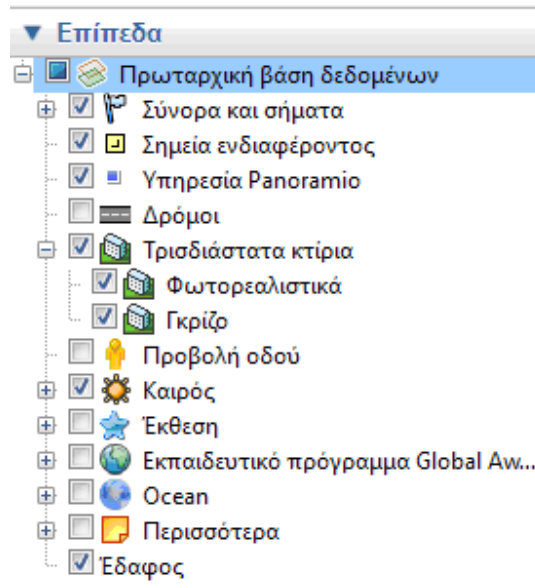 Επίπεδα
Πρωταρχική βάση δεδομένων
Σύνορα και σήματα
Σημεία ενδιαφέροντος
Υπηρεσία Panoramio
Δρόμοι
Τρισδιάστατα κτίρια
Φωτορεαλιστικά
Γκρίζο
Προβολή οδού
Καιρός
Έκθεση
Εκπαιδευτικό πρόγραμμα Global Aw...
Ocean
Περισσότερα
Έδαφος